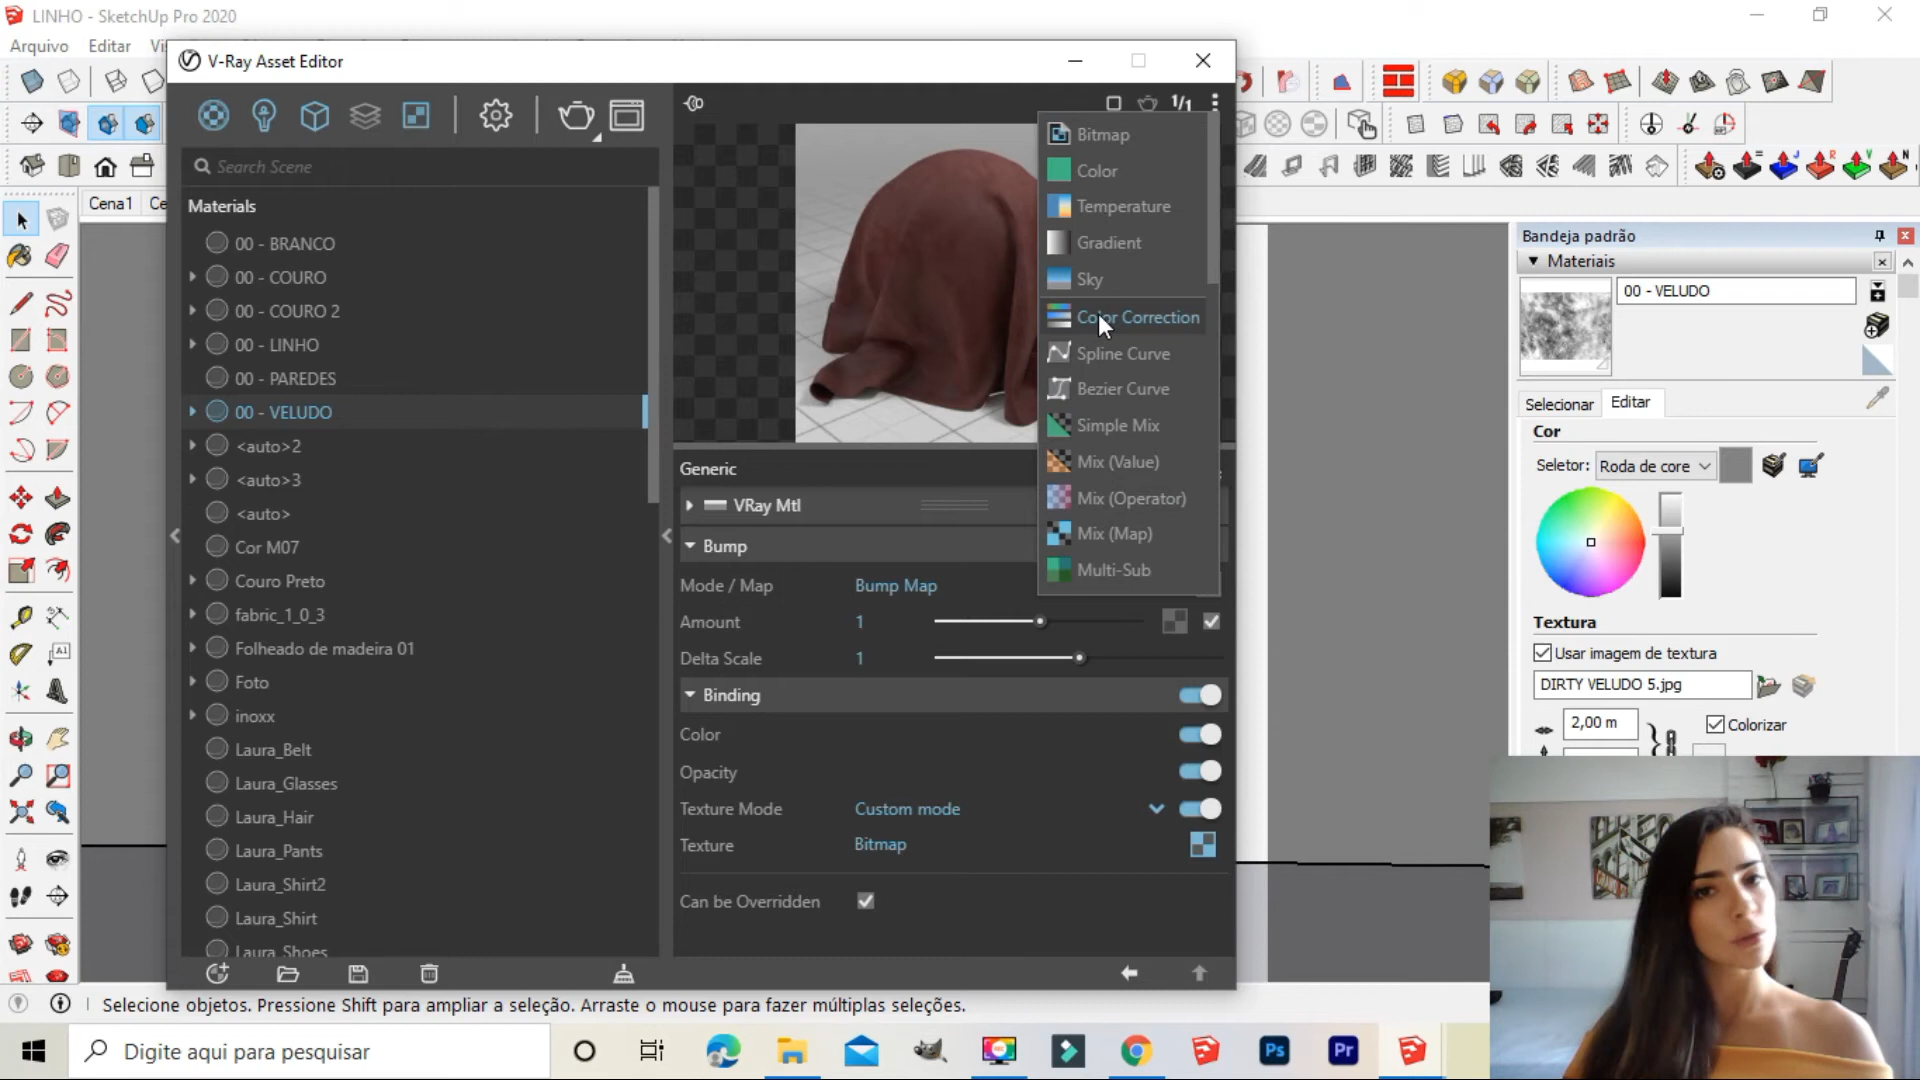 LINHO - SketchUp Pro 2020
Arquivo Editar
V-Ray Asset Editor
1/1
Search Scene
Cena1
Materials
00 - BRANCO
00 - COURO
00 - COURO 2
00 - LINHO
00 - PAREDES
00 - VELUDO
<auto>2
<auto>3
<auto>
Cor M07
Couro Preto
fabric_1_0_3
Folheado de madeira 01
Foto
inoxx
Laura_Belt
Laura_Glasses
Laura_Hair
Laura_Pants
Laura_Shirt2
Laura_Shirt
Laura_Shoes
Bitmap
Color
Temperature
Gradient
Sky
Color Correction
Spline Curve
Bezier Curve
Simple Mix
Mix (Value)
Mix (Operator)
Mix (Map)
Multi-Sub
Generic
VRay Mtl
Bump
Mode / Map Bump Map
Amount 1
Delta Scale 1
Binding
Color
Opacity
Texture Mode Custom mode
Texture Bitmap
Can be Overridden
Bandeja padrão
Materiais
00 - VELUDO
Selecionar Editar
Cor
Seletor: Roda de core
Textura
Usar imagem de textura
DIRTY VELUDO 5.jpg
2,00 m Colorizar
Selecione objetos. Pressione Shift para ampliar a seleção. Arraste o mouse para fazer múltiplas seleções.
Digite aqui para pesquisar
Ps Pr